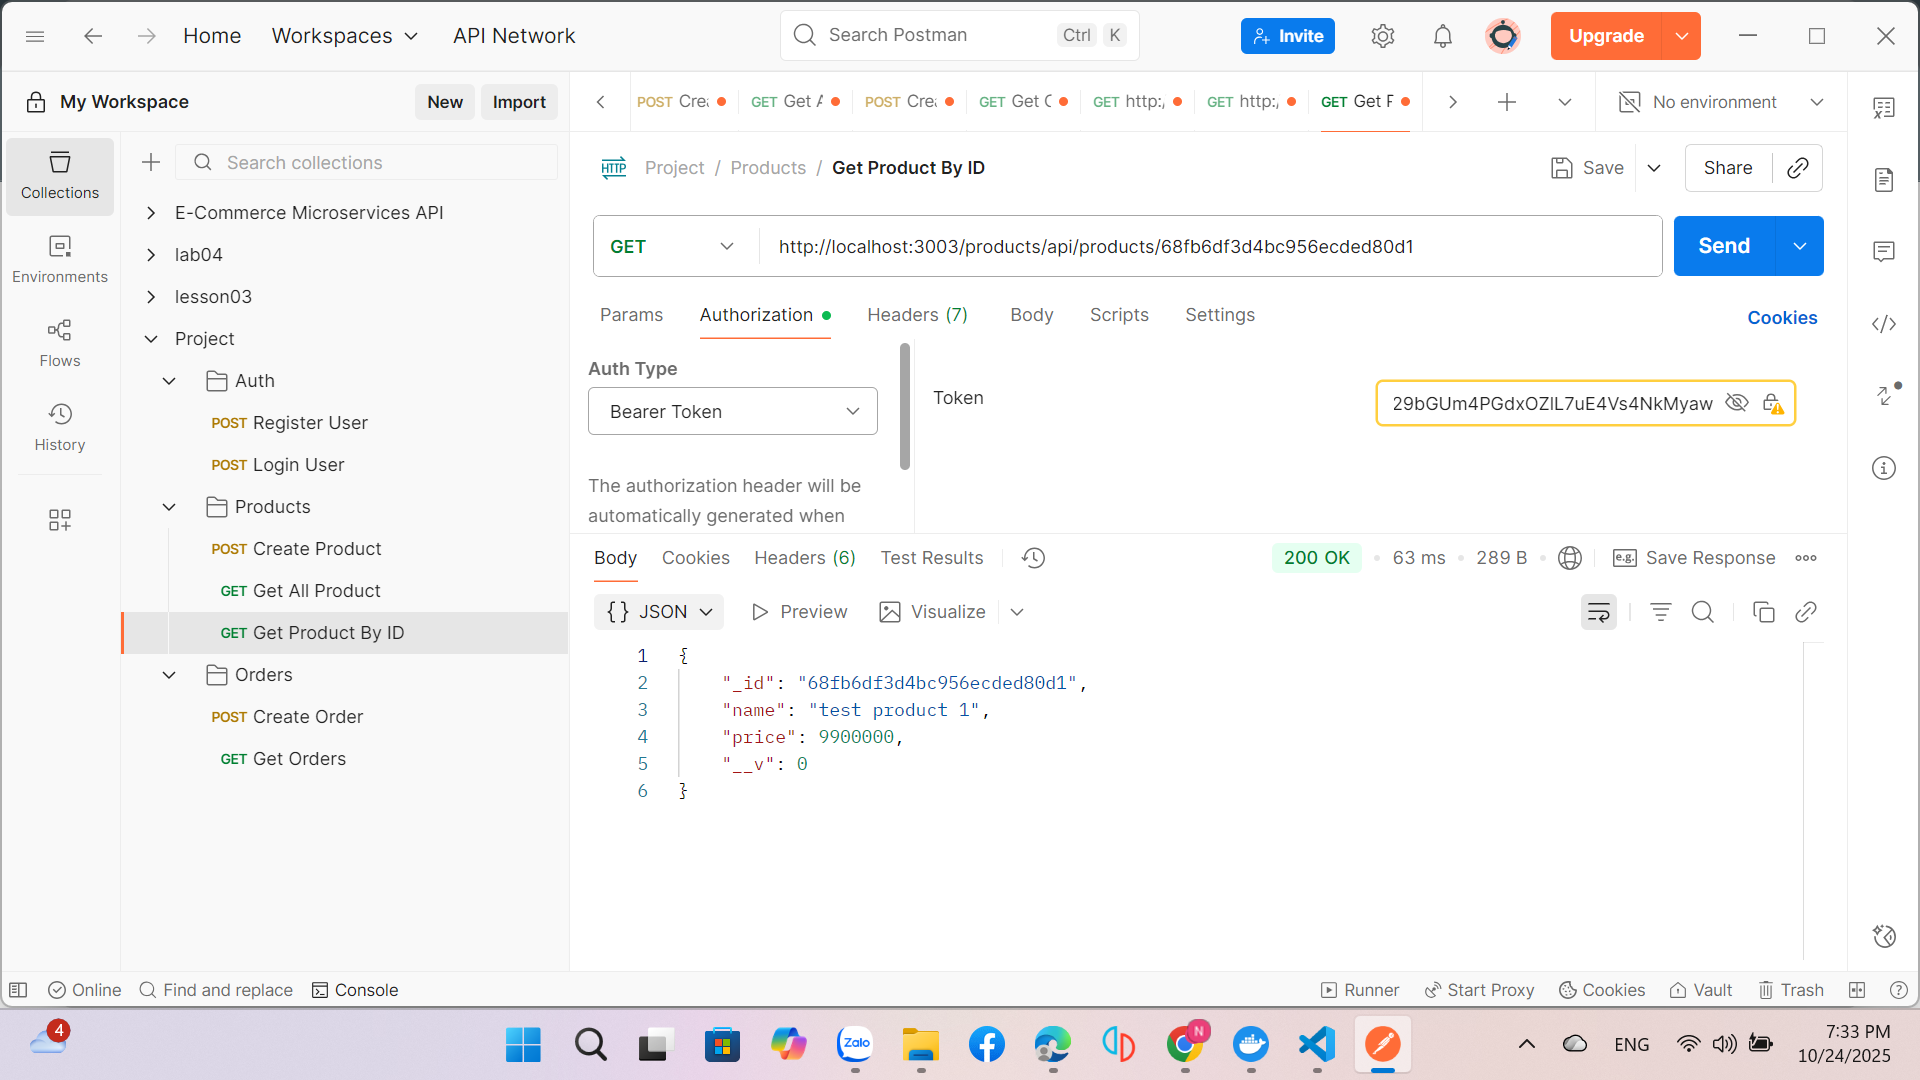 Home
Workspaces
API Network
Search Postman
Ctrl
K
Invite
Upgrade
My Workspace
New
Import
POST Cre
GET Get A
POST Cre
GET Get
GET http:/
GET http:/
GET Get F
No environment
Collections
Environments
Flows
History
Search collections
E-Commerce Microservices API
lab04
lesson03
Project
Auth
POST Register User
POST Login User
Products
POST Create Product
GET Get All Product
GET Get Product By ID
Orders
POST Create Order
GET Get Orders
HTTP
Project / Products / Get Product By ID
Save
Share
GET
http://localhost:3003/products/api/products/68fb6df3d4bc956ecded80d1
Send
Params
Authorization
Headers (7)
Body
Scripts
Settings
Cookies
Auth Type
Bearer Token
The authorization header will be
automatically generated when
Token
29bGUm4PGdxOZlL7uE4Vs4NkMyaw
Body
Cookies
Headers (6)
Test Results
200 OK
63 ms
289 B
e.g.
Save Response
{} JSON
Preview
Visualize
1 {
2 "_id": "68fb6df3d4bc956ecded80d1",
3 "name": "test product 1",
4 "price": 9900000,
5 "__v": 0
6 }
Online
Find and replace
Console
Runner
Start Proxy
Cookies
Vault
Trash
4
Zalo
N
ENG
7:33 PM
10/24/2025